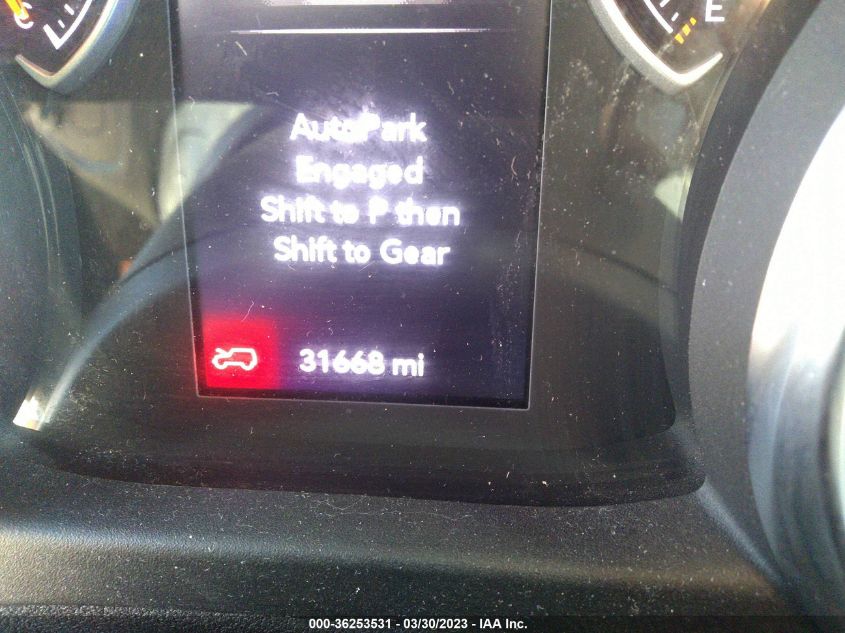 C
E
AutoPark
Engaged
Shift to P then
Shift to Gear
31668 mi
000-36253531 - 03/30/2023 - IAA Inc.